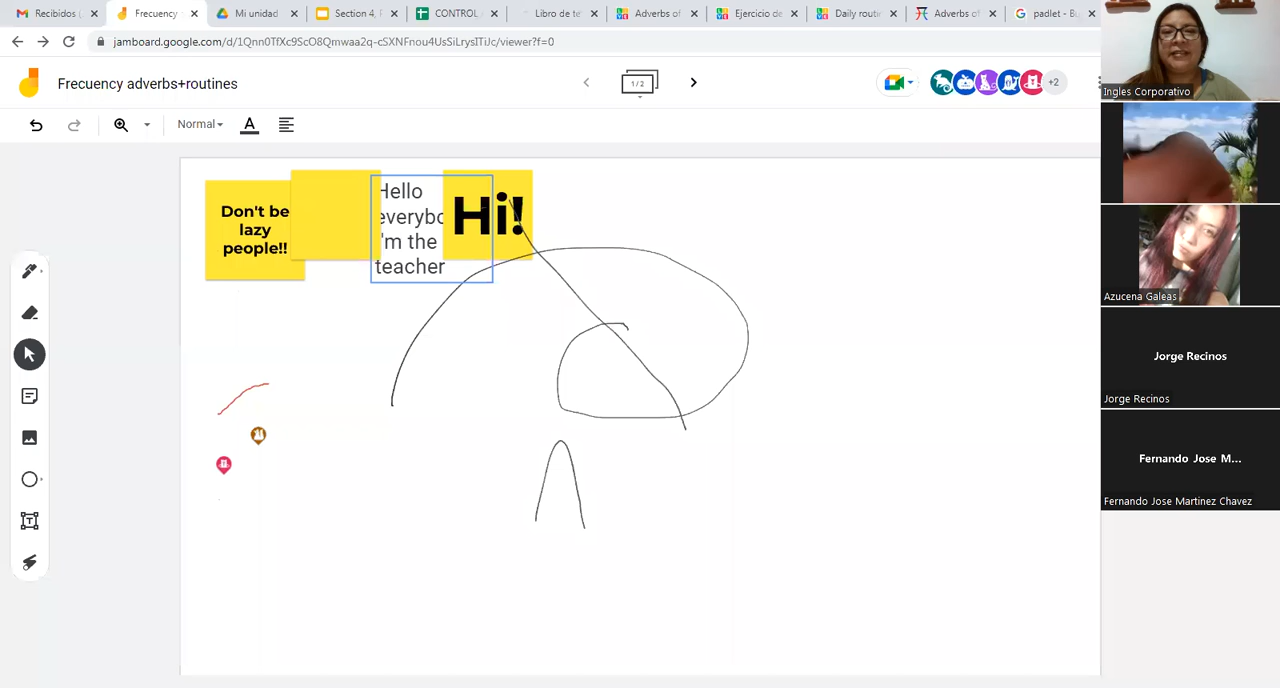 Recibidos (
Frecuency
Mi unidad
Section 4, F
CONTROL A
Libro de te
Adverbs of
Ejercicio de
Daily routin
Adverbs of
padlet - Bu
jamboard.google.com/d/1Qnn0TfXc9ScO8Qmwaa2q-cSXNFnou4UsSiLrysITiJc/viewer?f=0
Frecuency adverbs+routines
1/2
+2
Normal
A
Don't be
lazy
people!!
Hello
everybo
I'm the
teacher
Hi!
Ingles Corporativo
Azucena Galeas
Jorge Recinos
Jorge Recinos
Fernando Jose M...
Fernando Jose Martinez Chavez